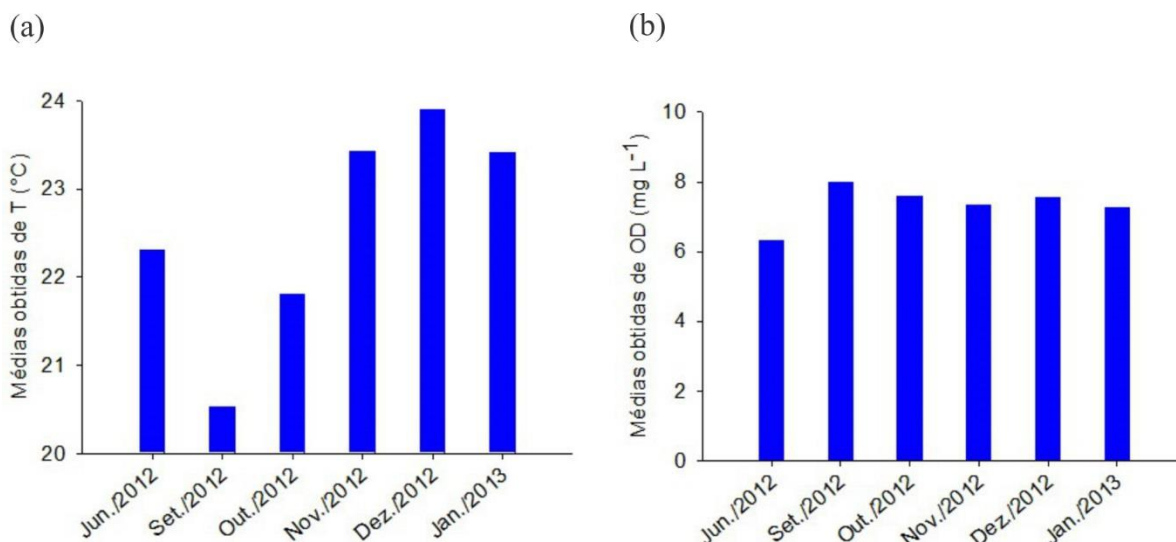 (a)
(b)
Médias obtidas de T (°C)
24
23
22
21
20
Jun./2012
Set./2012
Out./2012
Nov./2012
Dez./2012
Jan./2013
Médias obtidas de OD (mg L⁻¹)
10
8
6
4
2
0
Jun./2012
Set./2012
Out./2012
Nov./2012
Dez./2012
Jan./2013